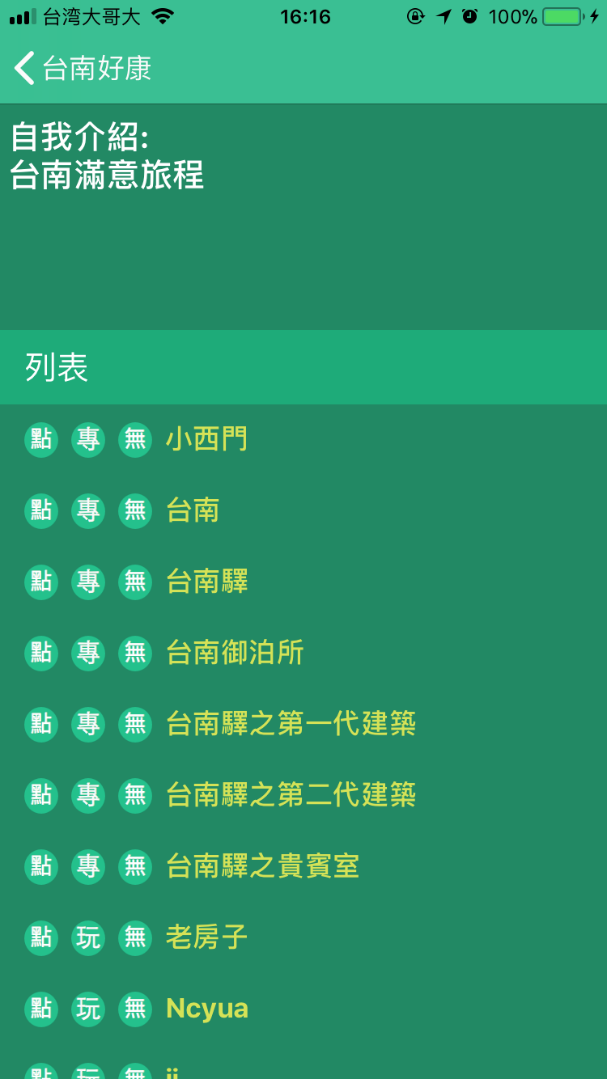 台湾大哥大 16:16 100%
台南好康
自我介紹:
台南滿意旅程
列表
點 專 無 小西門
點 專 無 台南
點 專 無 台南驛
點 專 無 台南御泊所
點 專 無 台南驛之第一代建築
點 專 無 台南驛之第二代建築
點 專 無 台南驛之貴賓室
點 玩 無 老房子
點 玩 無 Ncyua
點 玩 無